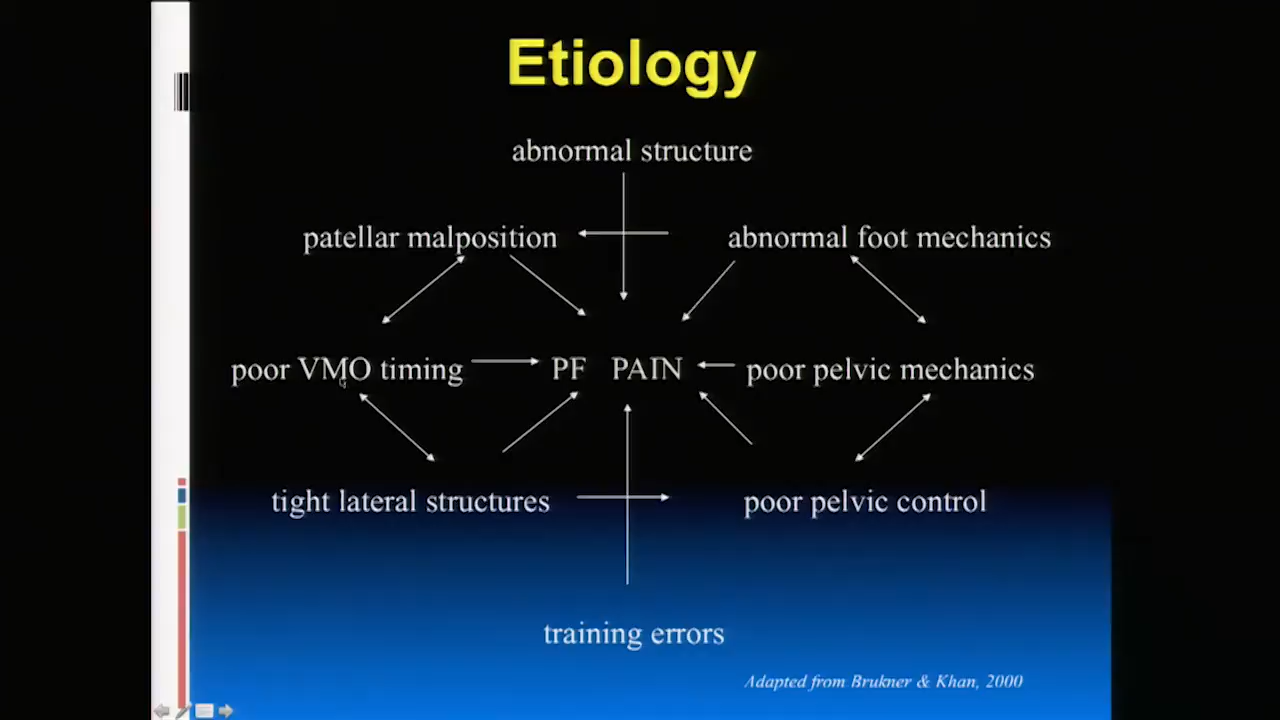 Etiology
abnormal structure
patellar malposition
abnormal foot mechanics
poor VMO timing
PF PAIN
poor pelvic mechanics
tight lateral structures
poor pelvic control
training errors
Adapted from Brukner & Khan, 2000